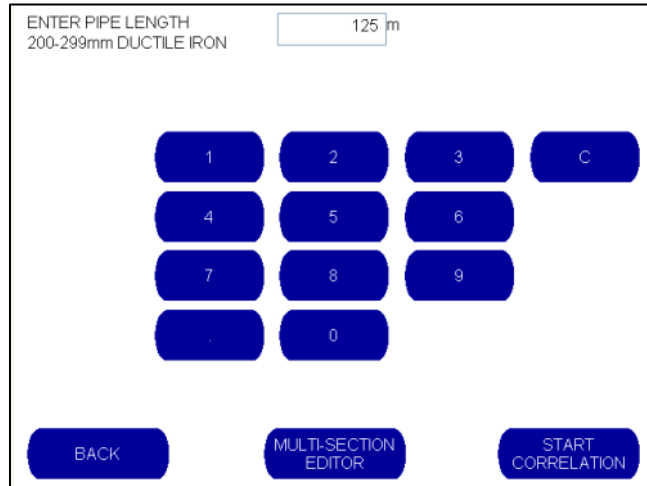 ENTER PIPE LENGTH
125 m
200-299mm DUCTILE IRON
1 2 3 C
4 5 6
7 8 9
. 0
BACK
MULTI-SECTION
EDITOR
START
CORRELATION